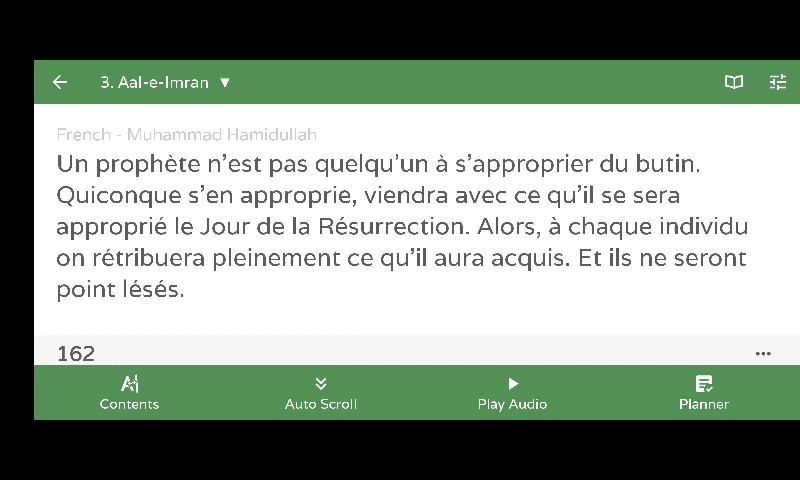 3. Aal-e-Imran ▼
French - Muhammad Hamidullah
Un prophète n'est pas quelqu'un à s'approprier du butin.
Quiconque s'en approprie, viendra avec ce qu'il se sera
approprié le Jour de la Résurrection. Alors, à chaque individu
on rétribuera pleinement ce qu'il aura acquis. Et ils ne seront
point lésés.
162
Contents
Auto Scroll
Play Audio
Planner